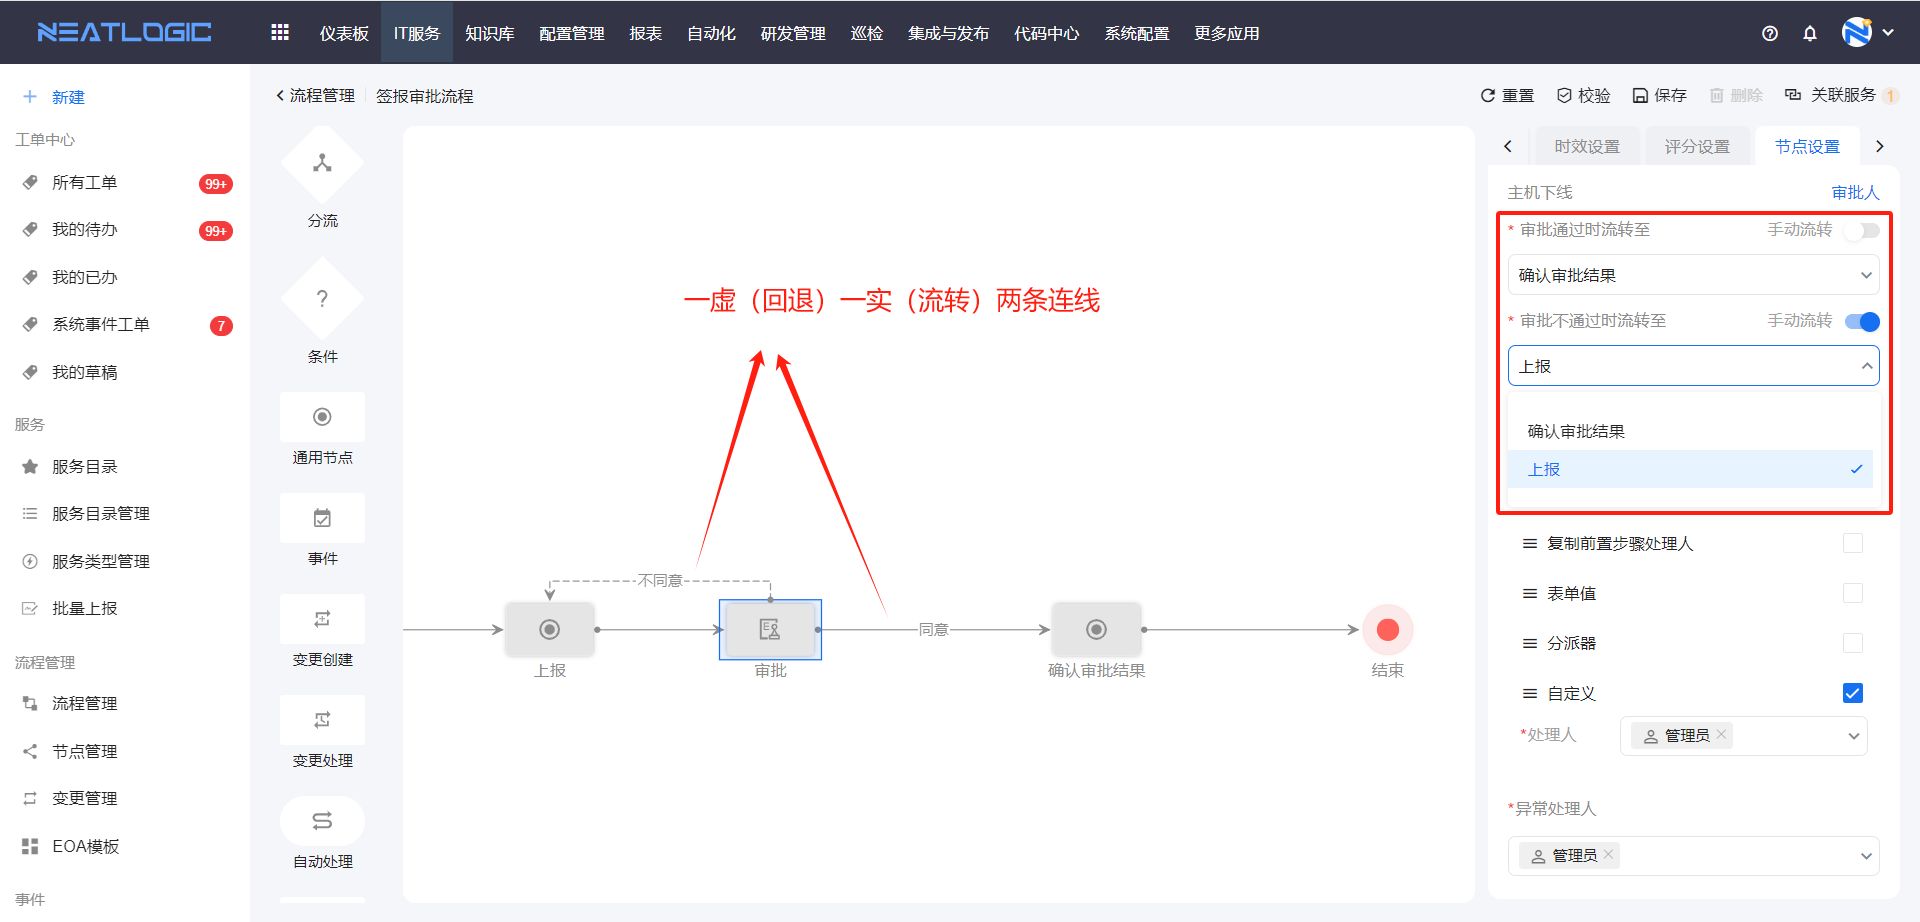 NEATLOGIC
仪表板 IT服务 知识库 配置管理 报表 自动化 研发管理 巡检 集成与发布 代码中心 系统配置 更多应用
新建
工单中心
所有工单 99+
我的待办 99+
我的已办
系统事件工单 7
我的草稿
服务
服务目录
服务目录管理
服务类型管理
批量上报
流程管理
流程管理
节点管理
变更管理
EOA模板
事件
流程管理 签报审批流程
重置 校验 保存 删除 关联服务 1
分流
条件
通用节点
事件
变更创建
变更处理
自动处理
一虚（回退）一实（流转）两条连线
不同意
同意
上报
审批
确认审批结果
结束
时效设置 评分设置 节点设置
主机下线 审批人
* 审批通过时流转至 手动流转
确认审批结果
* 审批不通过时流转至 手动流转
上报
确认审批结果
上报
复制前置步骤处理人
表单值
分派器
自定义
*处理人 管理员
*异常处理人
管理员